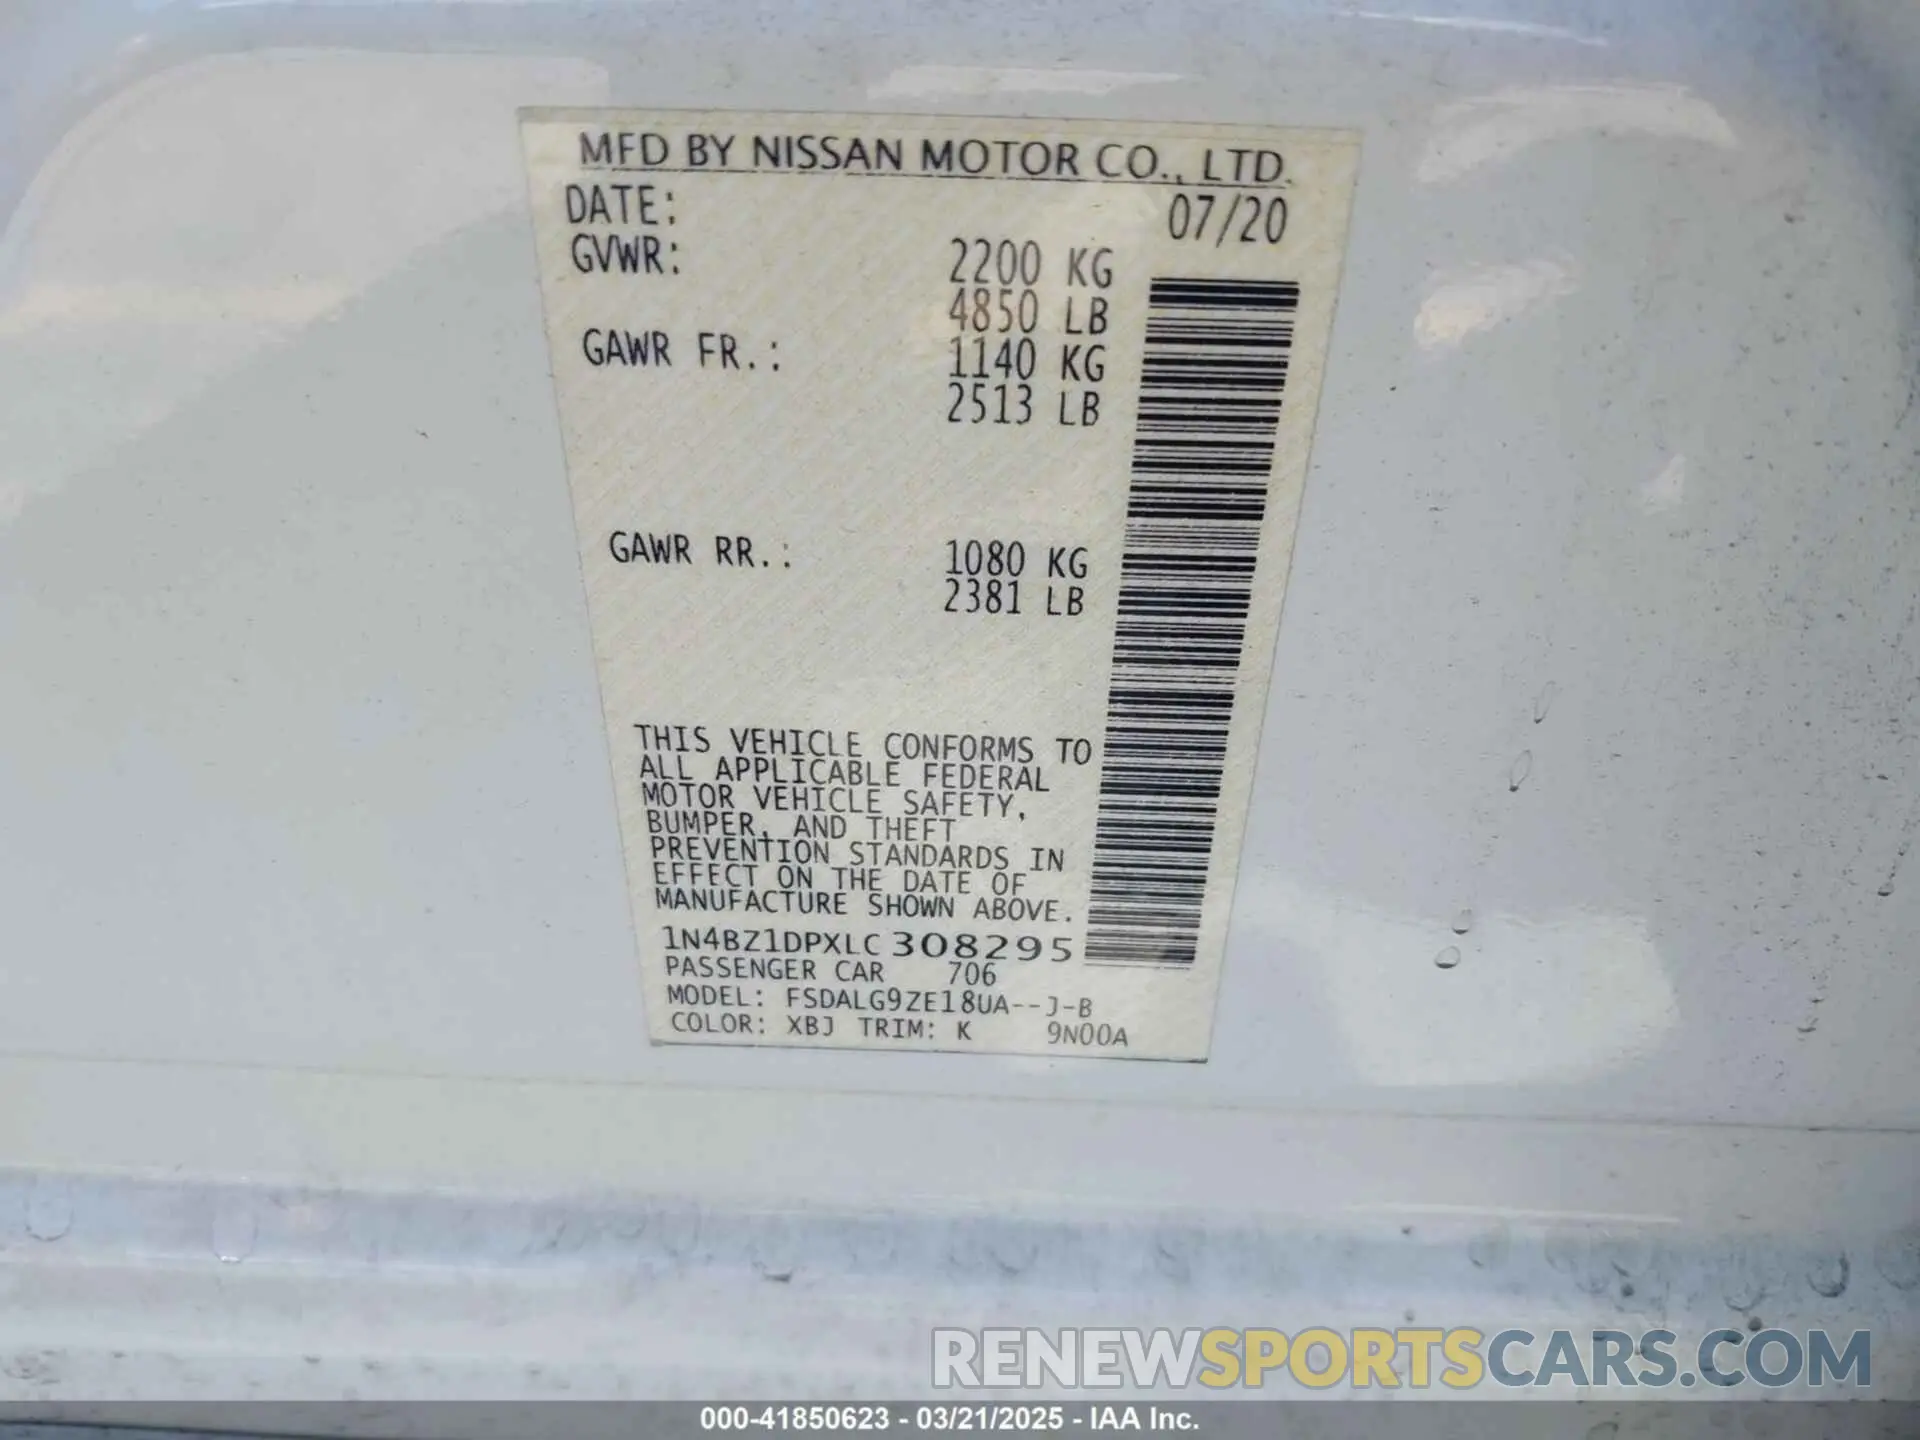 MFD BY NISSAN MOTOR CO., LTD.
DATE: 07/20
GVWR: 2200 KG
4850 LB
GAWR FR.: 1140 KG
2513 LB
GAWR RR.: 1080 KG
2381 LB
THIS VEHICLE CONFORMS TO
ALL APPLICABLE FEDERAL
MOTOR VEHICLE SAFETY,
BUMPER, AND THEFT
PREVENTION STANDARDS IN
EFFECT ON THE DATE OF
MANUFACTURE SHOWN ABOVE.
1N4BZ1DPXLC308295
PASSENGER CAR 706
MODEL: FSDALG9ZE18UA--J-B
COLOR: XBJ TRIM: K 9N00A
RENEWSPORTSCARS.COM
000-41850623 - 03/21/2025 - IAA Inc.